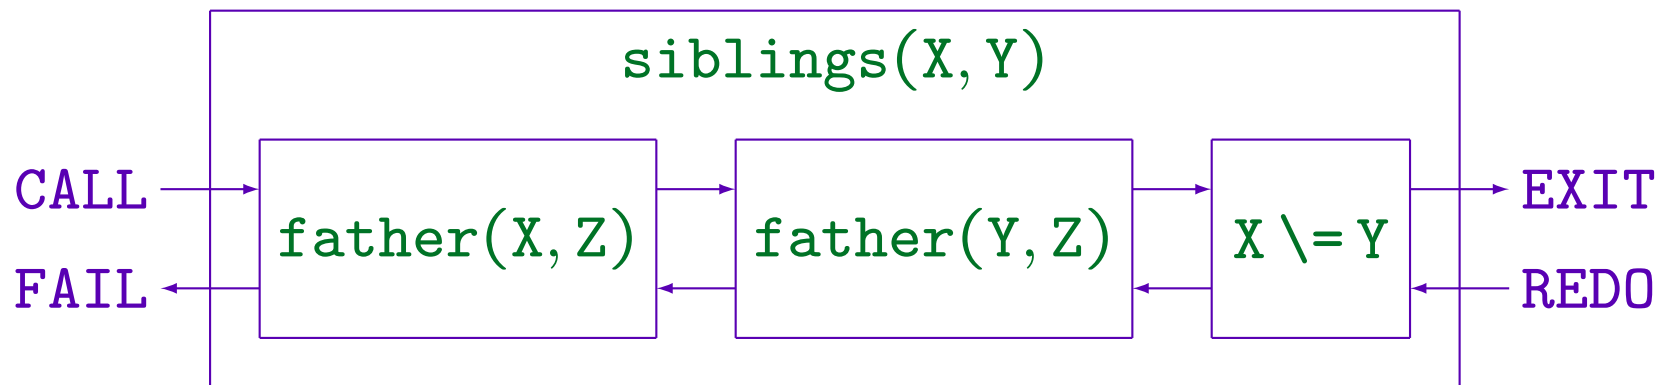 siblings(X, Y)
CALL
EXIT
father(X, Z)
father(Y, Z)
X \= Y
FAIL
REDO